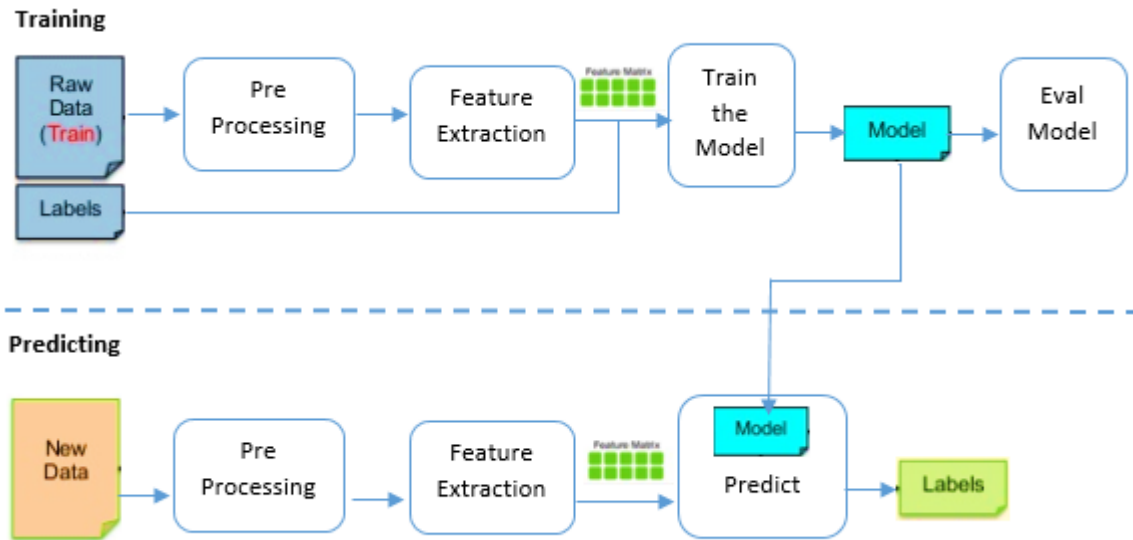 Training
Raw
Data
(Train)
Pre
Processing
Feature
Extraction
Feature Matrix
Train
the
Model
Model
Eval
Model
Labels
Predicting
New
Data
Pre
Processing
Feature
Extraction
Feature Matrix
Model
Predict
Labels